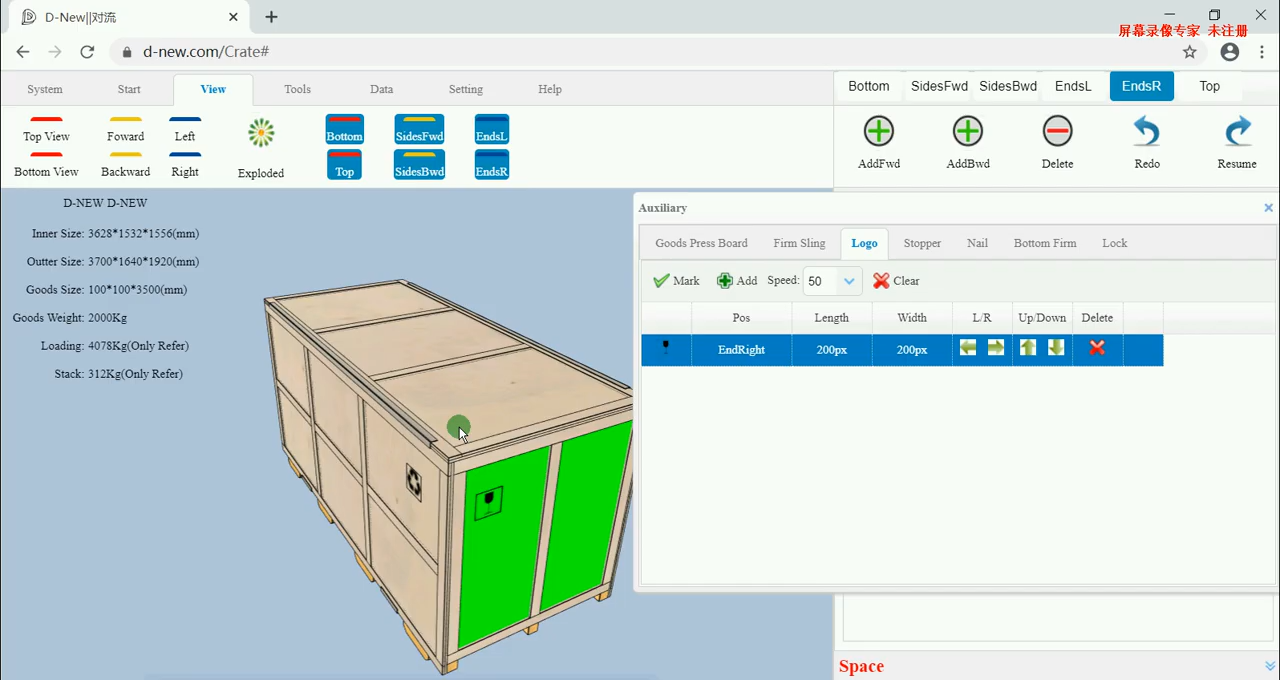 D-New||对流
屏幕录像专家 未注册
d-new.com/Crate#
System Start View Tools Data Setting Help
Bottom SidesFwd SidesBwd EndsL EndsR Top
Top View Foward Left Exploded Bottom SidesFwd EndsL
Bottom View Backward Right Top SidesBwd EndsR
AddFwd AddBwd Delete Redo Resume
D-NEW D-NEW
Inner Size: 3628*1532*1556(mm)
Outter Size: 3700*1640*1920(mm)
Goods Size: 100*100*3500(mm)
Goods Weight: 2000Kg
Loading: 4078Kg(Only Refer)
Stack: 312Kg(Only Refer)
Auxiliary
Goods Press Board Firm Sling Logo Stopper Nail Bottom Firm Lock
Mark Add Speed: 50 Clear
Pos Length Width L/R Up/Down Delete
EndRight 200px 200px
Space